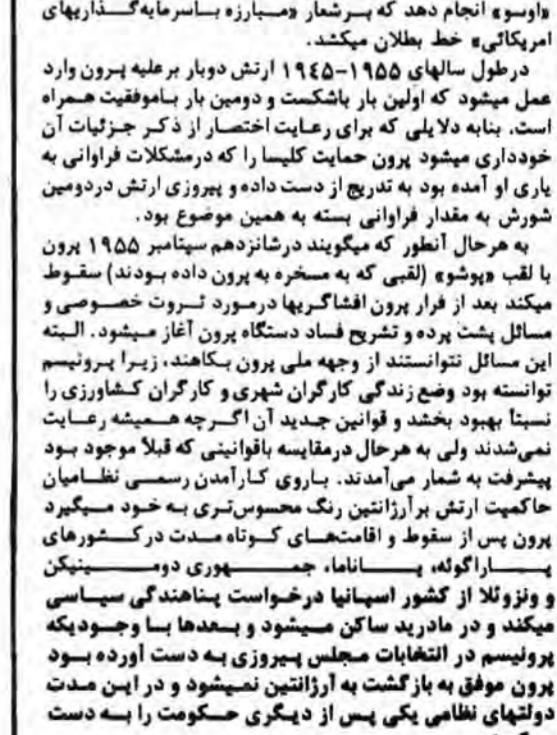 «اوسو» انجام دهد که بر شعار «مبارزه با سرمایه گذاریهای
امریکائی» خط بطلان میکشد.
درطول سالهای ۱۹۵۵-۱۹٤۵ ارتش دوبار بر علیه پرون وارد
عمل میشود که اولین بار باشکست و دومین بار باموفقیت همراه
است. بنابه دلایلی که برای رعایت اختصار از ذکر جزئیات آن
خودداری میشود پرون حمایت کلیسا را که درمشکلات فراوانی به
یاری او آمده بود به تدریج از دست داده و پیروزی ارتش دردومین
شورش به مقدار فراوانی بسته به همین موضوع بود.
به هرحال آنطور که میگویند درشانزدهم سپتامبر ۱۹۵۵ پرون
با لقب «پوشو» (لقبی که به مسخره به پرون داده بودند) سقوط
میکند بعد از فرار پرون افشاگریها درمورد ثروت خصوصی و
مسائل پشت پرده و تشریح فساد دستگاه پرون آغاز میشود. البته
این مسائل نتوانستند از وجهه ملی پرون بکاهند، زیرا پرونیسم
توانسته بود وضع زندگی کارگران شهری و کارگران کشاورزی را
نسبتاً بهبود بخشد و قوانین جدید آن اگرچه همیشه رعایت
نمی‌شدند ولی به هرحال درمقایسه باقوانینی که قبلاً موجود بود
پیشرفت به شمار می‌آمدند. باروی کارآمدن رسمی نظامیان
حاکمیت ارتش برآرژانتین رنگ محسوس‌تری به خود میگیرد
پرون پس از سقوط و اقامتهای کوتاه مدت درکشورهای
پاراگوئه، پاناما، جمهوری دومینیکن
و ونزوئلا از کشور اسپانیا درخواست پناهندگی سیاسی
میکند و در مادرید ساکن میشود و بعدها با وجودیکه
پرونیسم در انتخابات مجلس پیروزی به دست آورده بود
پرون موفق به بازگشت به آرژانتین نمیشود و در این مدت
دولتهای نظامی یکی پس از دیگری حکومت را به دست